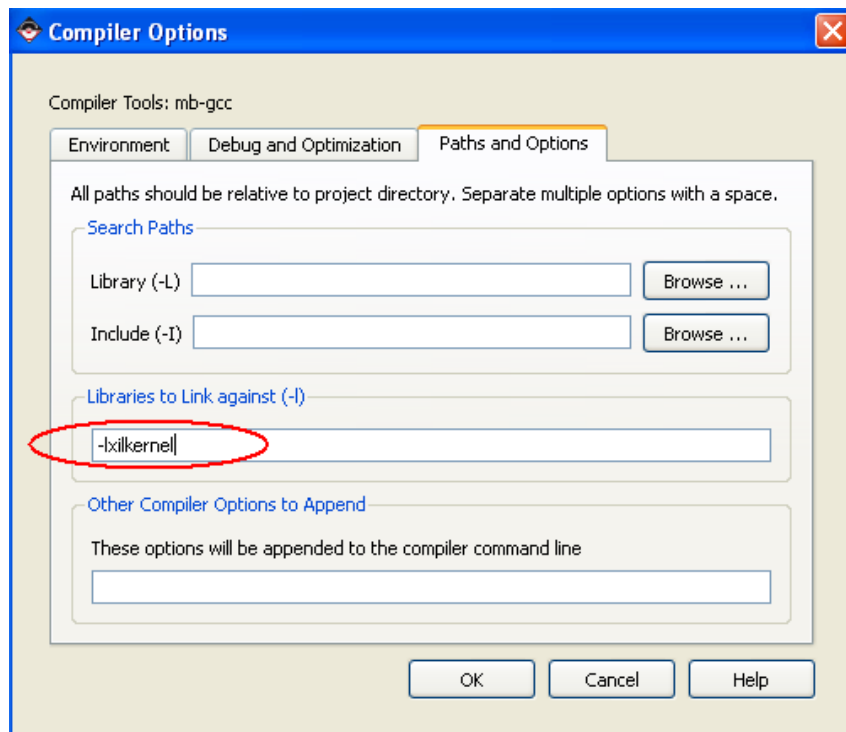 Compiler Options
Compiler Tools: mb-gcc
Environment Debug and Optimization Paths and Options
All paths should be relative to project directory. Separate multiple options with a space.
Search Paths
Library (-L) Browse ...
Include (-I) Browse ...
Libraries to Link against (-l)
-lxilkernel
Other Compiler Options to Append
These options will be appended to the compiler command line
OK Cancel Help